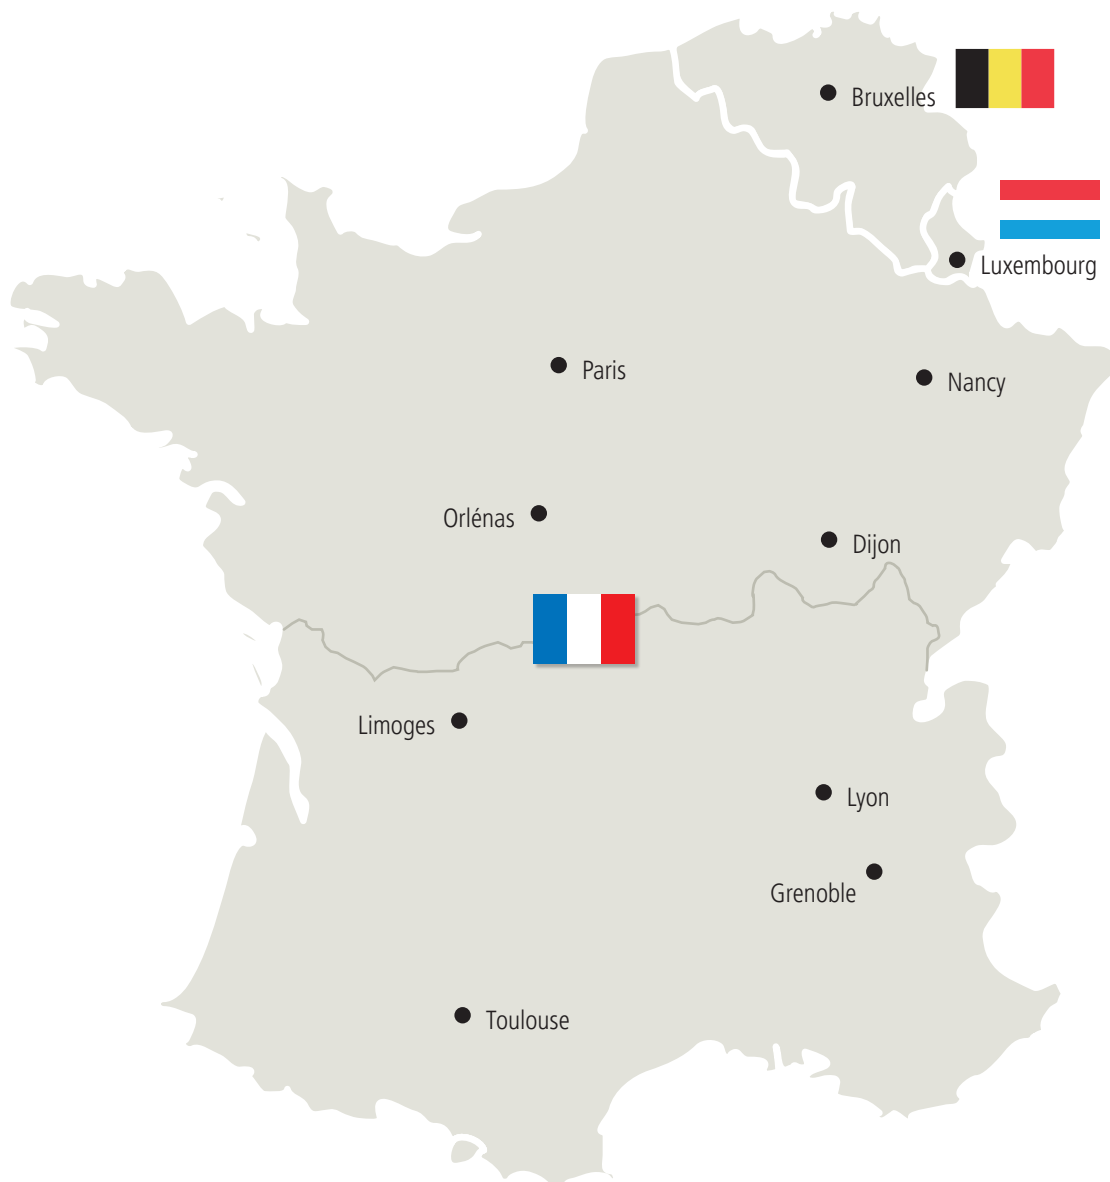 Bruxelles
Luxembourg
Paris
Nancy
Orlénas
Dijon
Limoges
Lyon
Grenoble
Toulouse